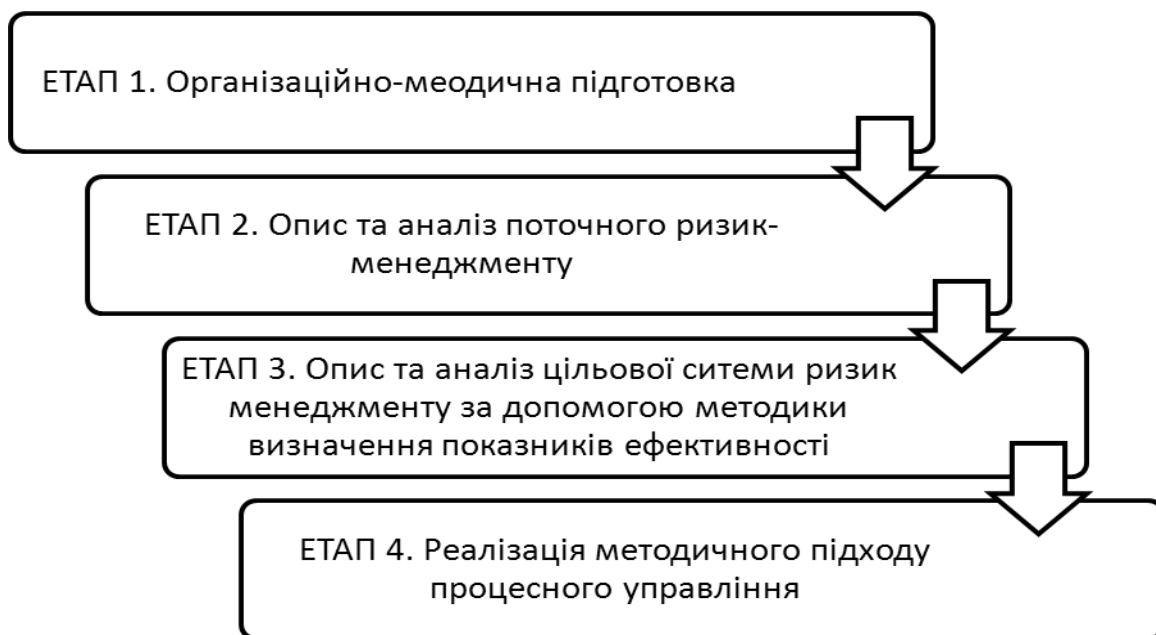 ЕТАП 1. Організаційно-меодична підготовка
ЕТАП 2. Опис та аналіз поточного ризик-
менеджменту
ЕТАП 3. Опис та аналіз цільової ситеми ризик
менеджменту за допомогою методики
визначення показників ефективності
ЕТАП 4. Реалізація методичного підходу
процесного управління